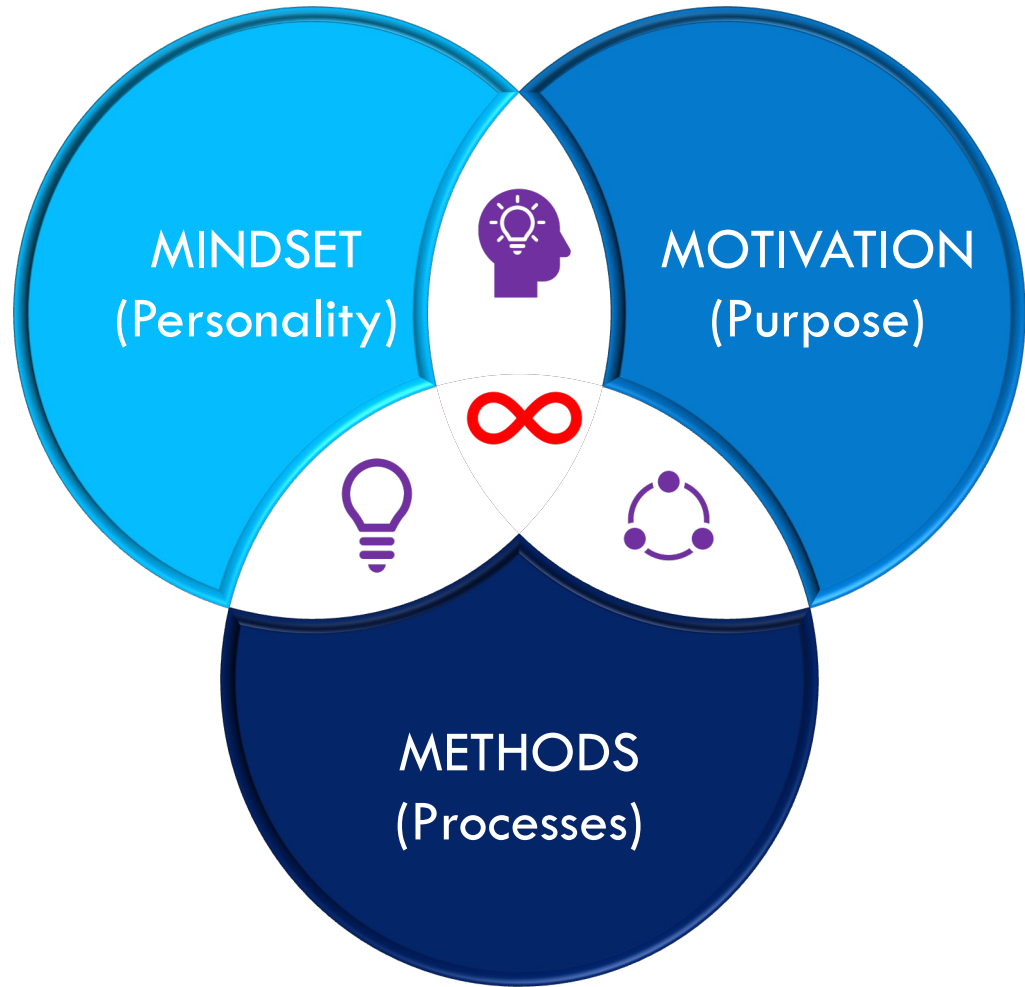 MINDSET
(Personality)
MOTIVATION
(Purpose)
METHODS
(Processes)